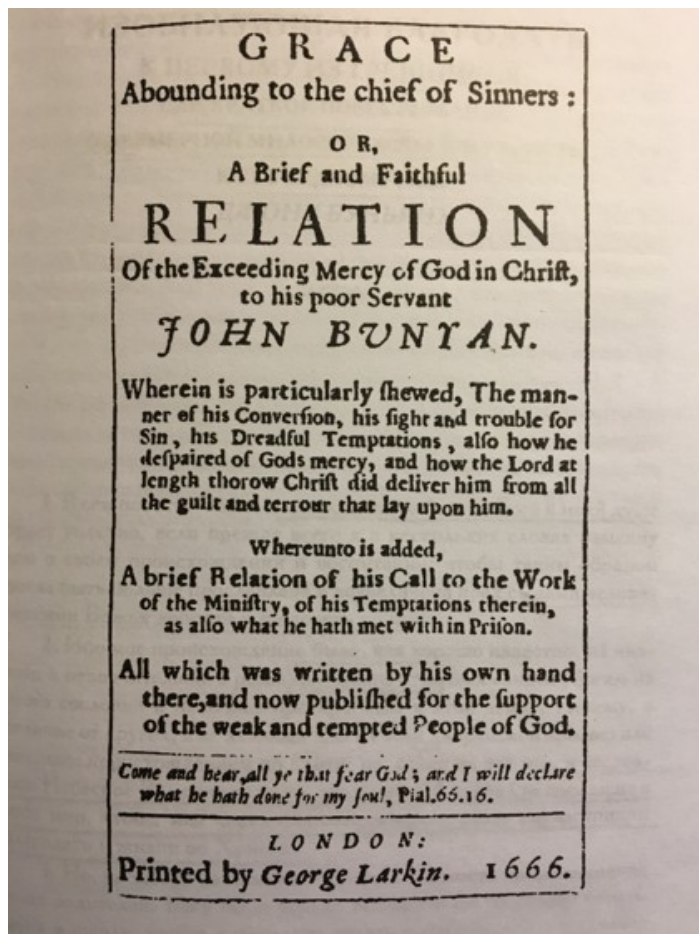 GRACE
Abounding to the chief of Sinners :
OR,
A Brief and Faithful
RELATION
Of the Exceeding Mercy of God in Chriſt,
to his poor Servant
JOHN BUNYAN.
Wherein is particularly ſhewed, The man-
ner of his Converſion, his ſight and trouble for
Sin, his Dreadful Temptations, alſo how he
deſpaired of Gods mercy, and how the Lord at
length thorow Chriſt did deliver him from all
the guilt and terrour that lay upon him.
Whereunto is added,
A brief Relation of his Call to the Work
of the Miniſtry, of his Temptations therein,
as alſo what he hath met with in Priſon.
All which was written by his own hand
there, and now publiſhed for the ſupport
of the weak and tempted People of God.
Come and hear, all ye that fear God; and I will declare
what he hath done for my ſoul, Pſal.66.16.
LONDON:
Printed by George Larkin. 1666.